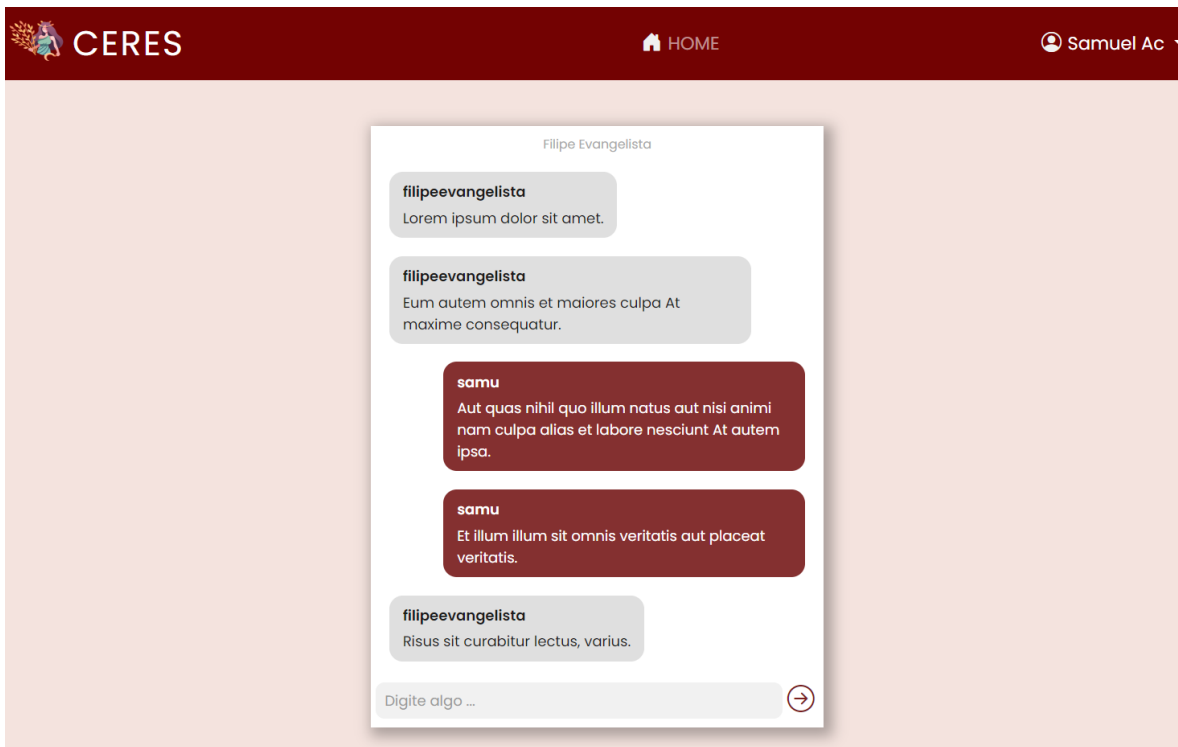 CERES
HOME
Samuel Ac
Filipe Evangelista
filipeevangelista
Lorem ipsum dolor sit amet.
filipeevangelista
Eum autem omnis et maiores culpa At
maxime consequatur.
samu
Aut quas nihil quo illum natus aut nisi animi
nam culpa alias et labore nesciunt At autem
ipsa.
samu
Et illum illum sit omnis veritatis aut placeat
veritatis.
filipeevangelista
Risus sit curabitur lectus, varius.
Digite algo ...